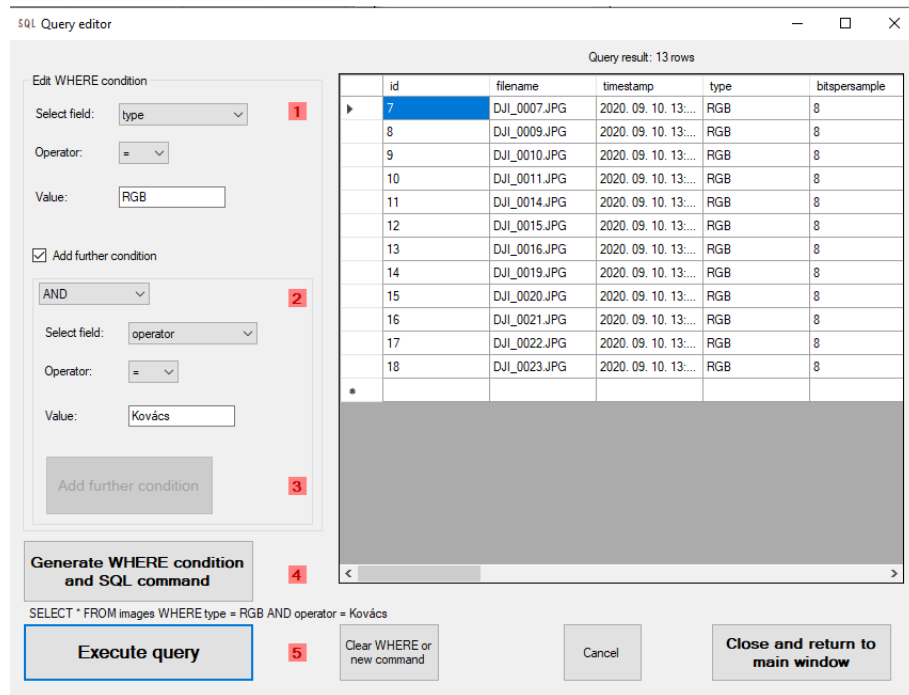 SQL Query editor
Query result: 13 rows
Edit WHERE condition
Select field: type 1
Operator: =
Value: RGB
Add further condition
AND 2
Select field: operator
Operator: =
Value: Kovács
Add further condition 3
Generate WHERE condition
and SQL command 4
SELECT * FROM images WHERE type = RGB AND operator = Kovács
Execute query 5
id filename timestamp type bitspersample
7 DJI_0007.JPG 2020. 09. 10. 13:... RGB 8
8 DJI_0009.JPG 2020. 09. 10. 13:... RGB 8
9 DJI_0010.JPG 2020. 09. 10. 13:... RGB 8
10 DJI_0011.JPG 2020. 09. 10. 13:... RGB 8
11 DJI_0014.JPG 2020. 09. 10. 13:... RGB 8
12 DJI_0015.JPG 2020. 09. 10. 13:... RGB 8
13 DJI_0016.JPG 2020. 09. 10. 13:... RGB 8
14 DJI_0019.JPG 2020. 09. 10. 13:... RGB 8
15 DJI_0020.JPG 2020. 09. 10. 13:... RGB 8
16 DJI_0021.JPG 2020. 09. 10. 13:... RGB 8
17 DJI_0022.JPG 2020. 09. 10. 13:... RGB 8
18 DJI_0023.JPG 2020. 09. 10. 13:... RGB 8
Clear WHERE or
new command
Cancel
Close and return to
main window